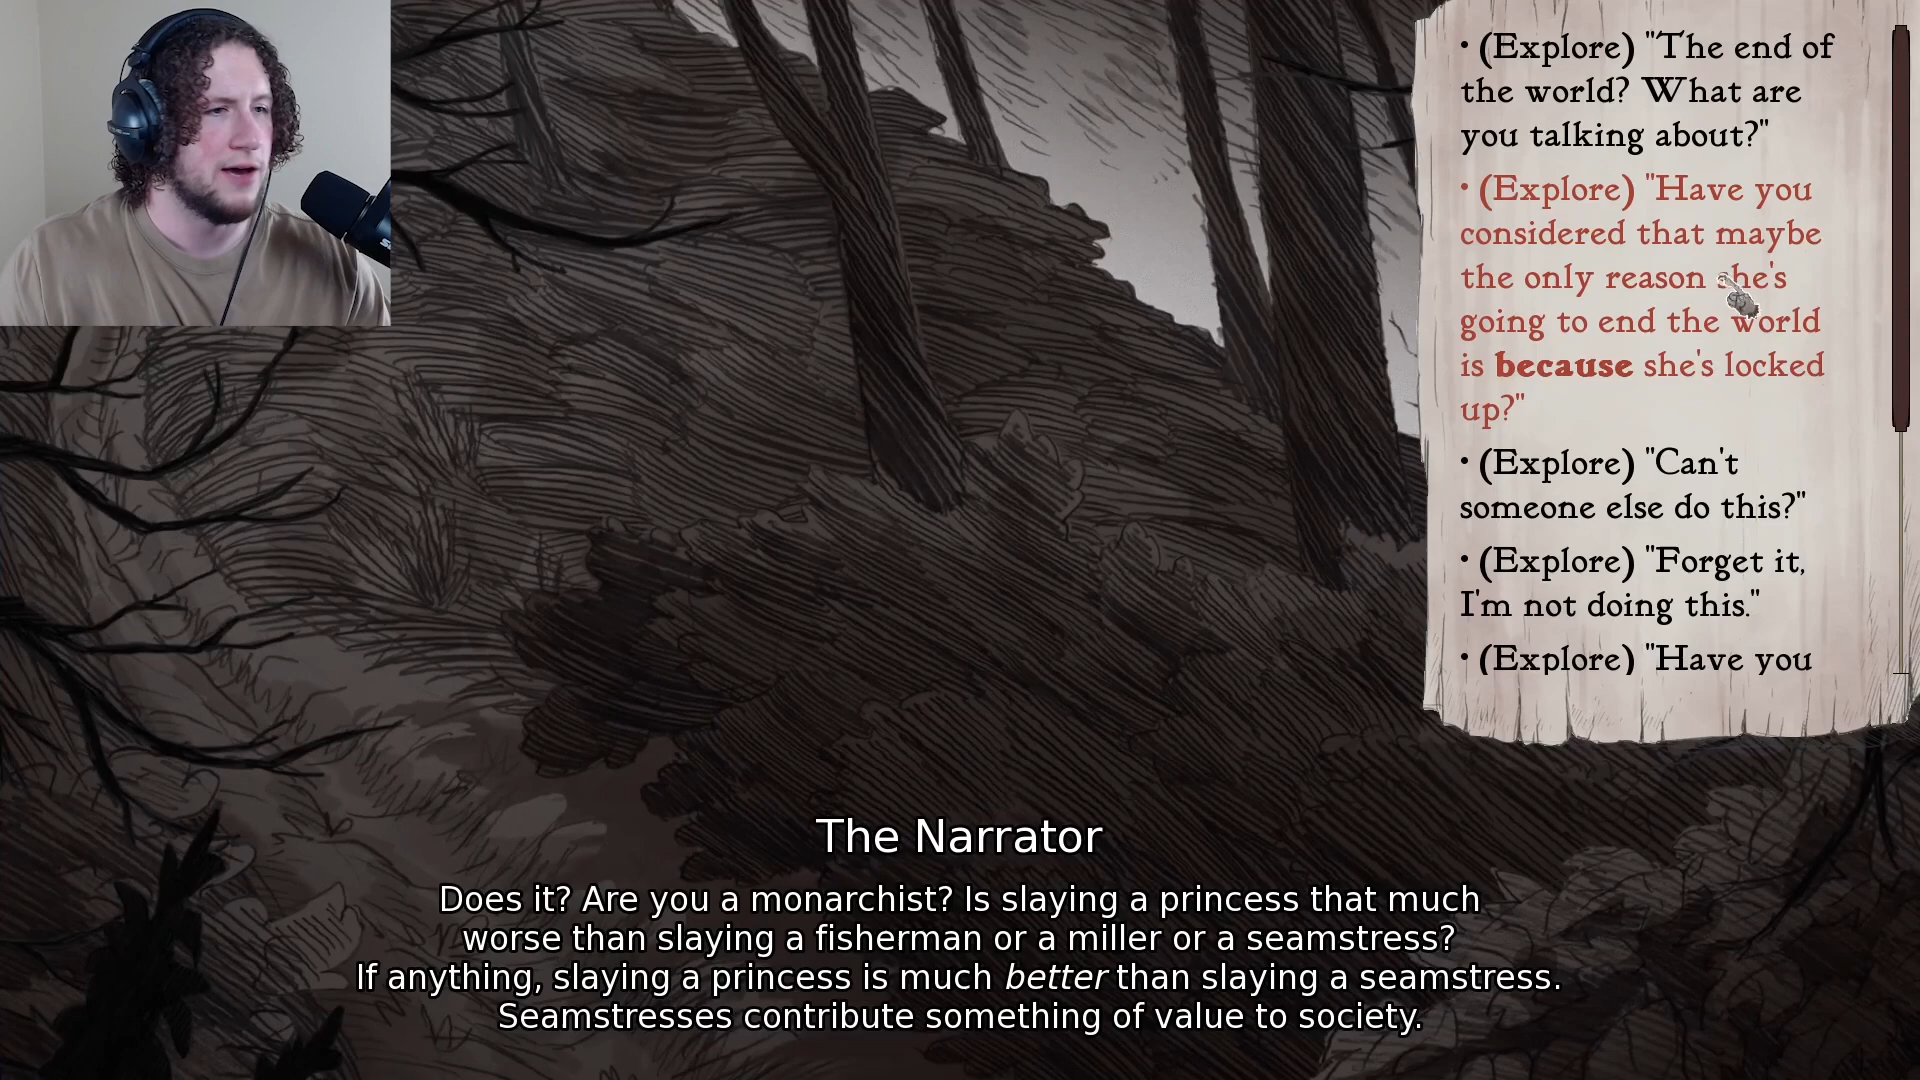 • (Explore) "The end of
the world? What are
you talking about?"
• (Explore) "Have you
considered that maybe
the only reason she's
going to end the world
is because she's locked
up?"
• (Explore) "Can't
someone else do this?"
• (Explore) "Forget it,
I'm not doing this."
• (Explore) "Have you
The Narrator
Does it? Are you a monarchist? Is slaying a princess that much
worse than slaying a fisherman or a miller or a seamstress?
If anything, slaying a princess is much better than slaying a seamstress.
Seamstresses contribute something of value to society.